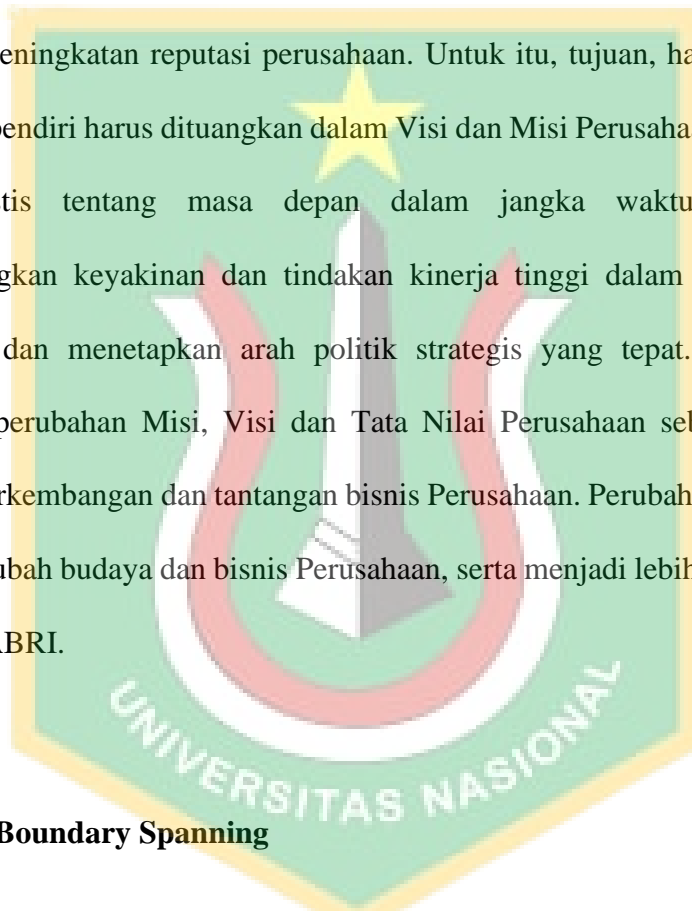 eningkatan reputasi perusahaan. Untuk itu, tujuan, ha
pendiri harus dituangkan dalam Visi dan Misi Perusahaa
tis tentang masa depan dalam jangka waktu
gkan keyakinan dan tindakan kinerja tinggi dalam
dan menetapkan arah politik strategis yang tepat.
perubahan Misi, Visi dan Tata Nilai Perusahaan seb
rkembangan dan tantangan bisnis Perusahaan. Perubah
ubah budaya dan bisnis Perusahaan, serta menjadi lebih
ABRI.
UNIVERSITAS NASIONAL
Boundary Spanning